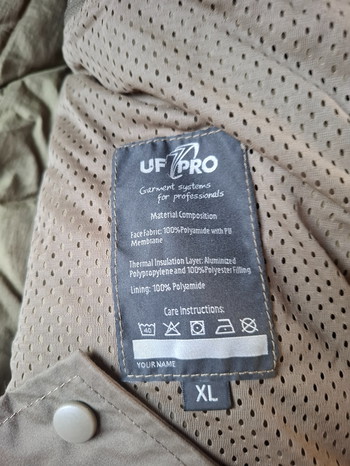 UF PRO
Garment systems
for professionals
Material Composition
Face Fabric: 100%Polyamide with PU
Membrane
Thermal Insulation Layer: Aluminized
Polypropylene and 100%Polyester Filling
Lining: 100% Polyamide
Care Instructions:
40
YOUR NAME
XL